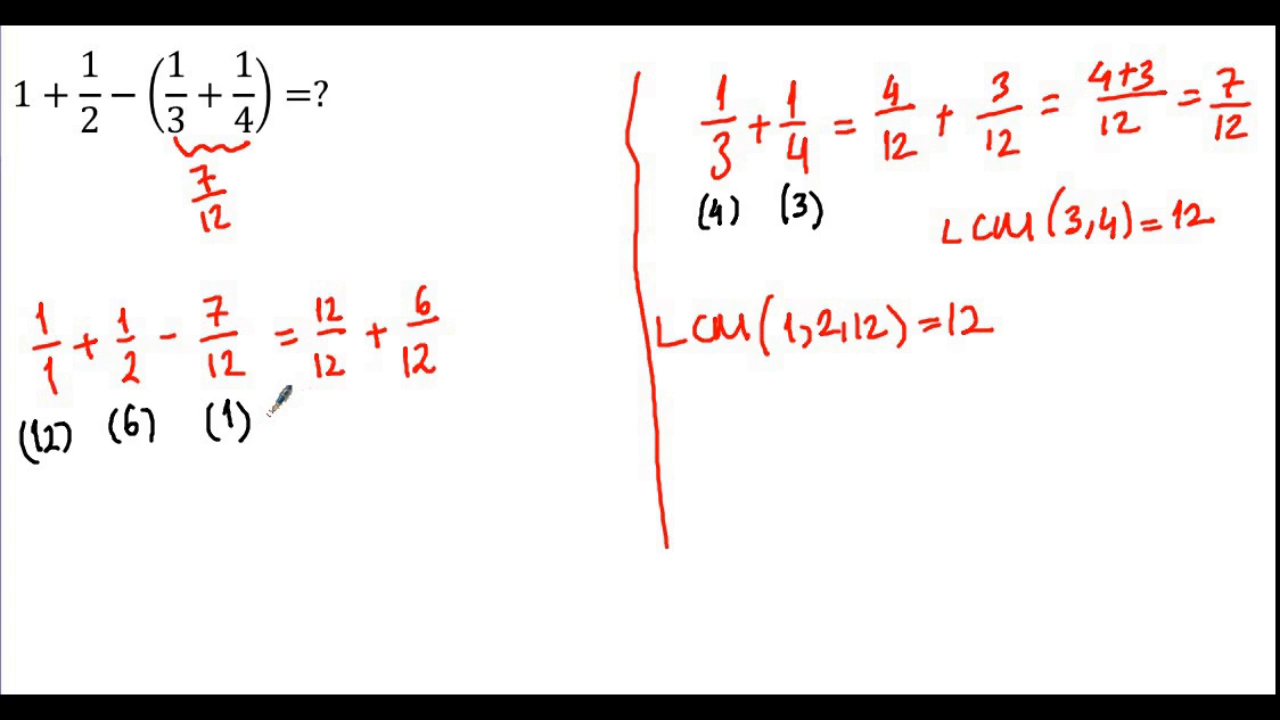 1 + 1/2 − (1/3 + 1/4) =?
7/12
1/1 + 1/2 - 7/12 = 12/12 + 6/12
(12) (6) (1)
1/3 + 1/4 = 4/12 + 3/12 = 4+3/12 = 7/12
(4) (3)
LCM(3,4)=12
LCM(1,2,12)=12